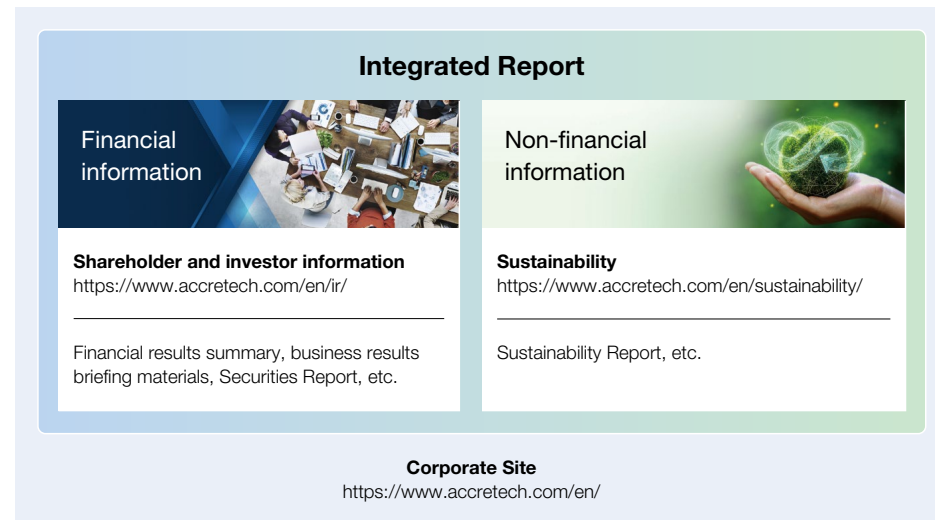 Integrated Report
Financial
information
Shareholder and investor information
https://www.accretech.com/en/ir/
Financial results summary, business results
briefing materials, Securities Report, etc.
Non-financial
information
Sustainability
https://www.accretech.com/en/sustainability/
Sustainability Report, etc.
Corporate Site
https://www.accretech.com/en/